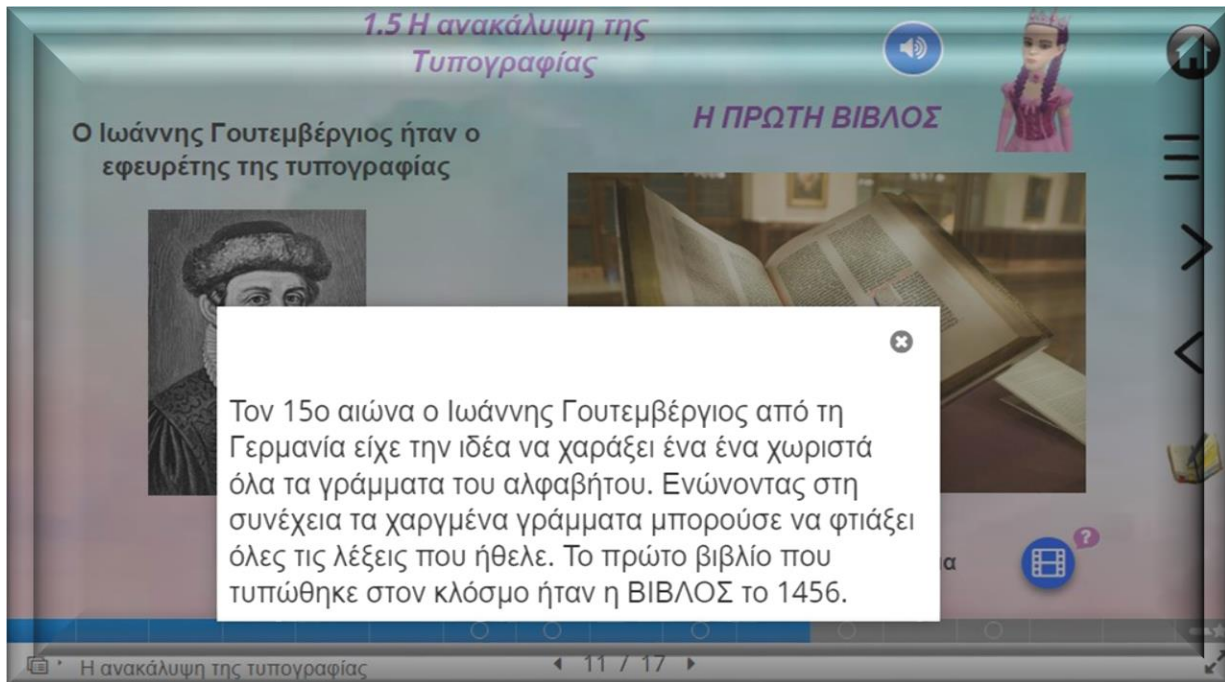 1.5 Η ανακάλυψη της
Τυπογραφίας
Η ΠΡΩΤΗ ΒΙΒΛΟΣ
Ο Ιωάννης Γουτεμβέργιος ήταν ο
εφευρέτης της τυπογραφίας
Τον 15ο αιώνα ο Ιωάννης Γουτεμβέργιος από τη
Γερμανία είχε την ιδέα να χαράξει ένα ένα χωριστά
όλα τα γράμματα του αλφαβήτου. Ενώνοντας στη
συνέχεια τα χαργμένα γράμματα μπορούσε να φτιάξει
όλες τις λέξεις που ήθελε. Το πρώτο βιβλίο που
τυπώθηκε στον κλόσμο ήταν η ΒΙΒΛΟΣ το 1456.
?
Η ανακάλυψη της τυπογραφίας
11 / 17